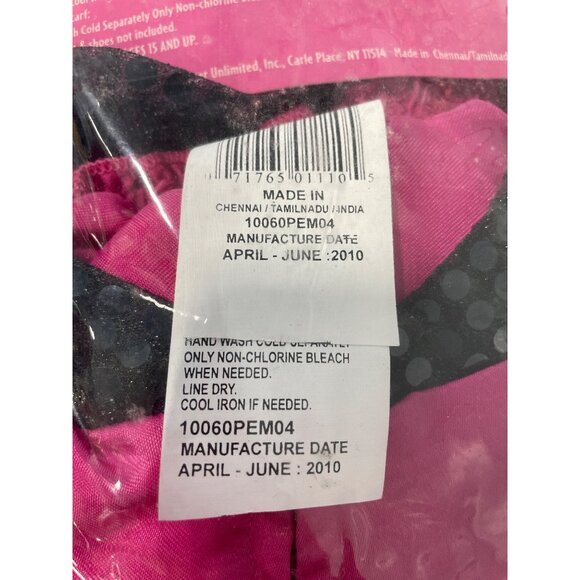 carf:
h Cold Separately Only Non-chlorine
& shoes not included.
GES 15 AND UP.
Unlimited, Inc., Carle Place, NY 11514 Made in Chennai/Tamilnad
0 71765 01110 5
MADE IN
CHENNAI / TAMILNADU /INDIA
10060PEM04
MANUFACTURE DATE
APRIL - JUNE :2010
HAND WASH COLD SEPARATELY
ONLY NON-CHLORINE BLEACH
WHEN NEEDED.
LINE DRY.
COOL IRON IF NEEDED.
10060PEM04
MANUFACTURE DATE
APRIL - JUNE : 2010